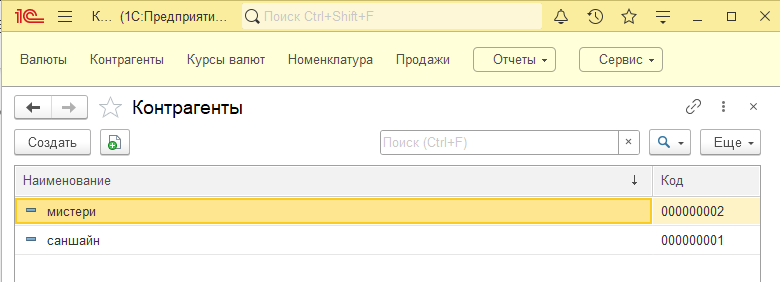 1С К... (1С:Предприяти... Поиск Ctrl+Shift+F
Валюты Контрагенты Курсы валют Номенклатура Продажи Отчеты Сервис
Контрагенты
Создать Поиск (Ctrl+F) × Еще
Наименование ↓ Код
мистери 000000002
саншайн 000000001